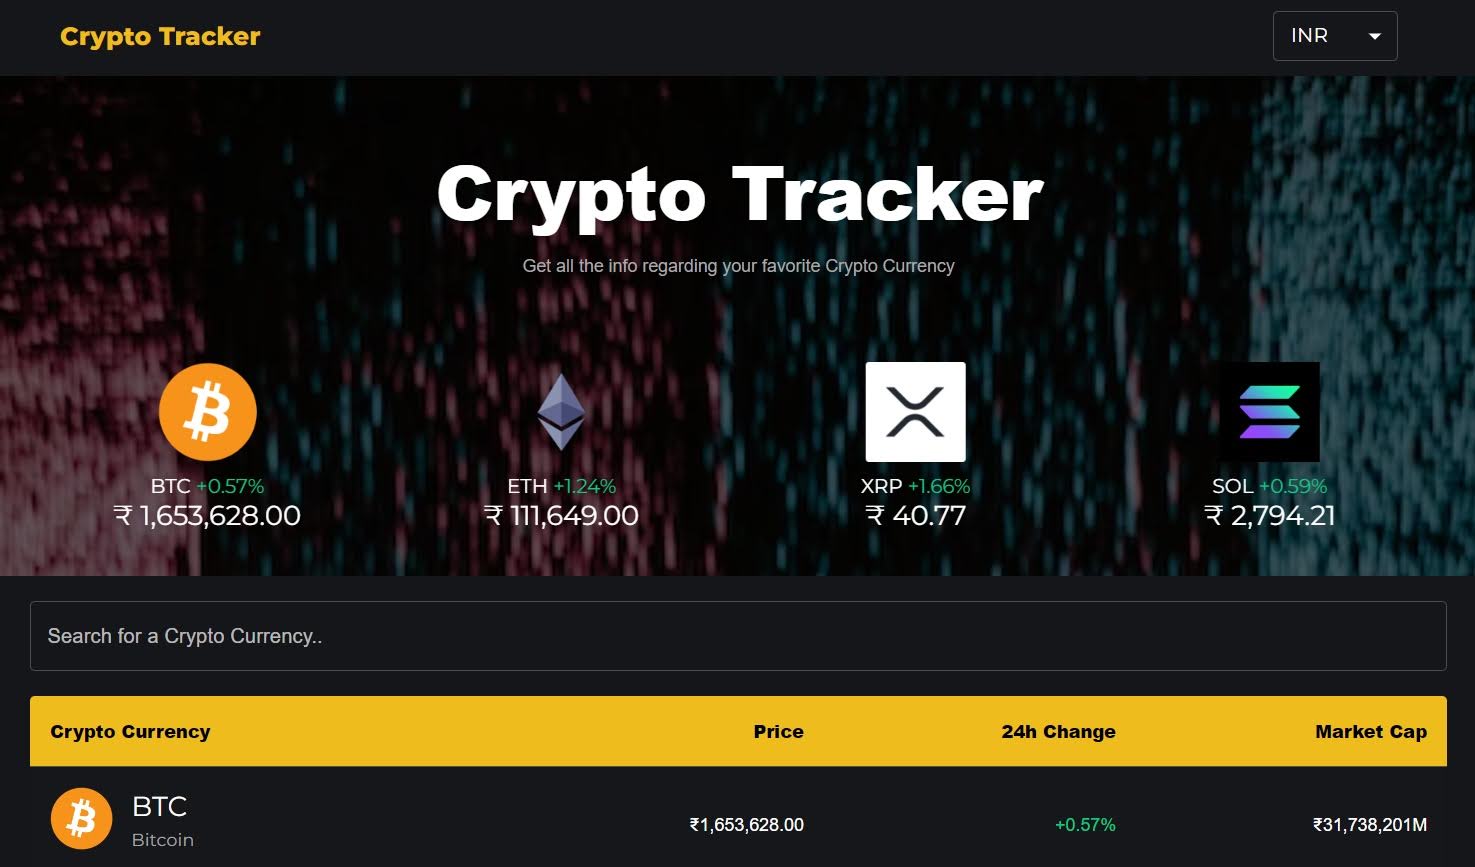 Crypto Tracker
INR
Crypto Tracker
Get all the info regarding your favorite Crypto Currency
BTC +0.57%
₹ 1,653,628.00
ETH +1.24%
₹ 111,649.00
XRP +1.66%
₹ 40.77
SOL +0.59%
₹ 2,794.21
Search for a Crypto Currency..
Crypto Currency Price 24h Change Market Cap
BTC
Bitcoin
₹1,653,628.00 +0.57% ₹31,738,201M